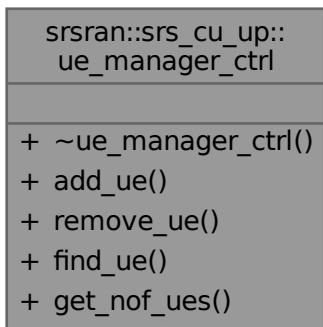 srsran::srs_cu_up::
ue_manager_ctrl
+ ~ue_manager_ctrl()
+ add_ue()
+ remove_ue()
+ find_ue()
+ get_nof_ues()